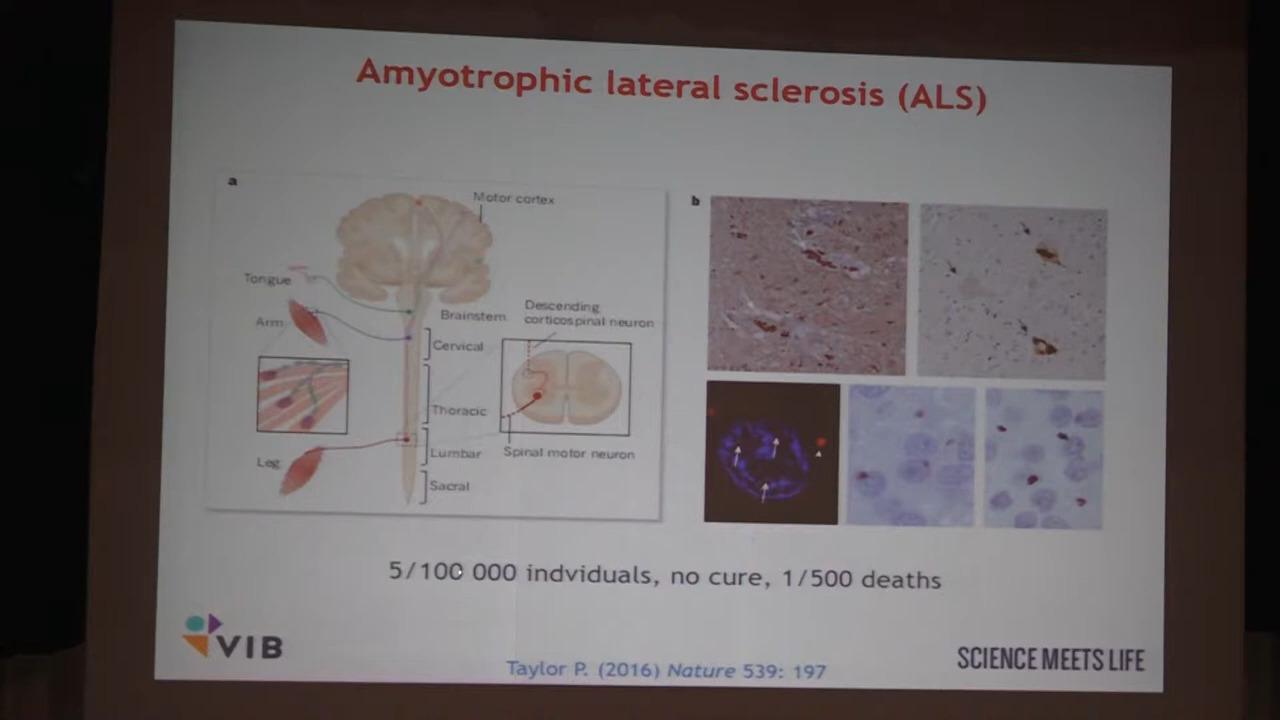 Amyotrophic lateral sclerosis (ALS)
a
Motor cortex
Tongue
Arm
Brainstem
Descending
corticospinal neuron
Cervical
Thoracic
Leg
Lumbar
Spinal motor neuron
Sacral
b
5/100 000 indviduals, no cure, 1/500 deaths
VIB
Taylor P. (2016) Nature 539: 197
SCIENCE MEETS LIFE